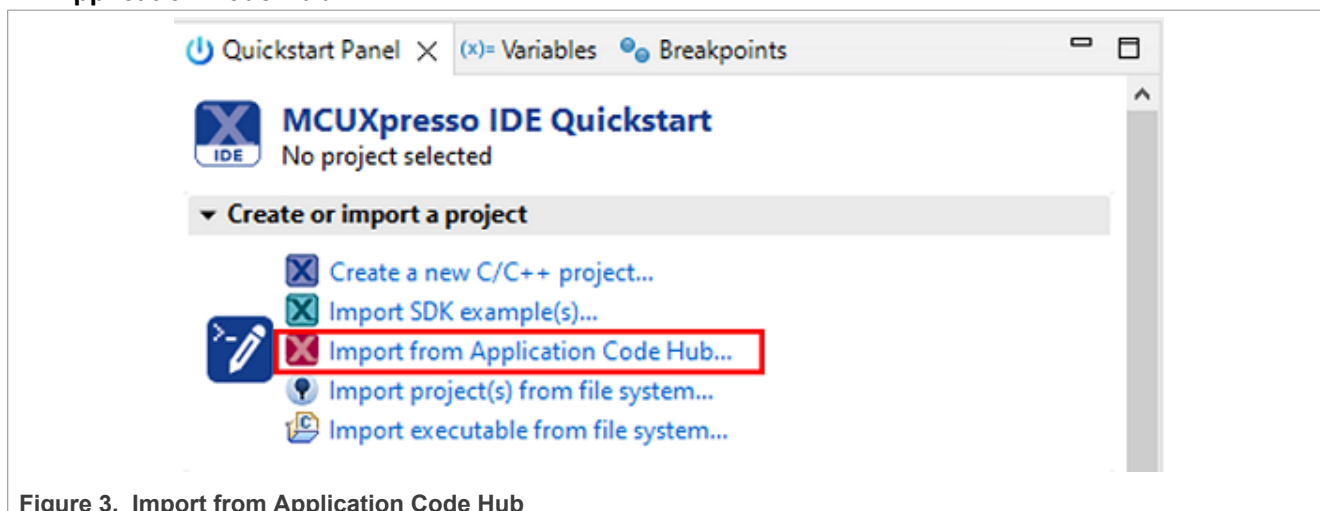 Quickstart Panel (x)= Variables Breakpoints
MCUXpresso IDE Quickstart
IDE
No project selected
Create or import a project
Create a new C/C++ project...
Import SDK example(s)...
Import from Application Code Hub...
Import project(s) from file system...
Import executable from file system...
Figure 3. Import from Application Code Hub